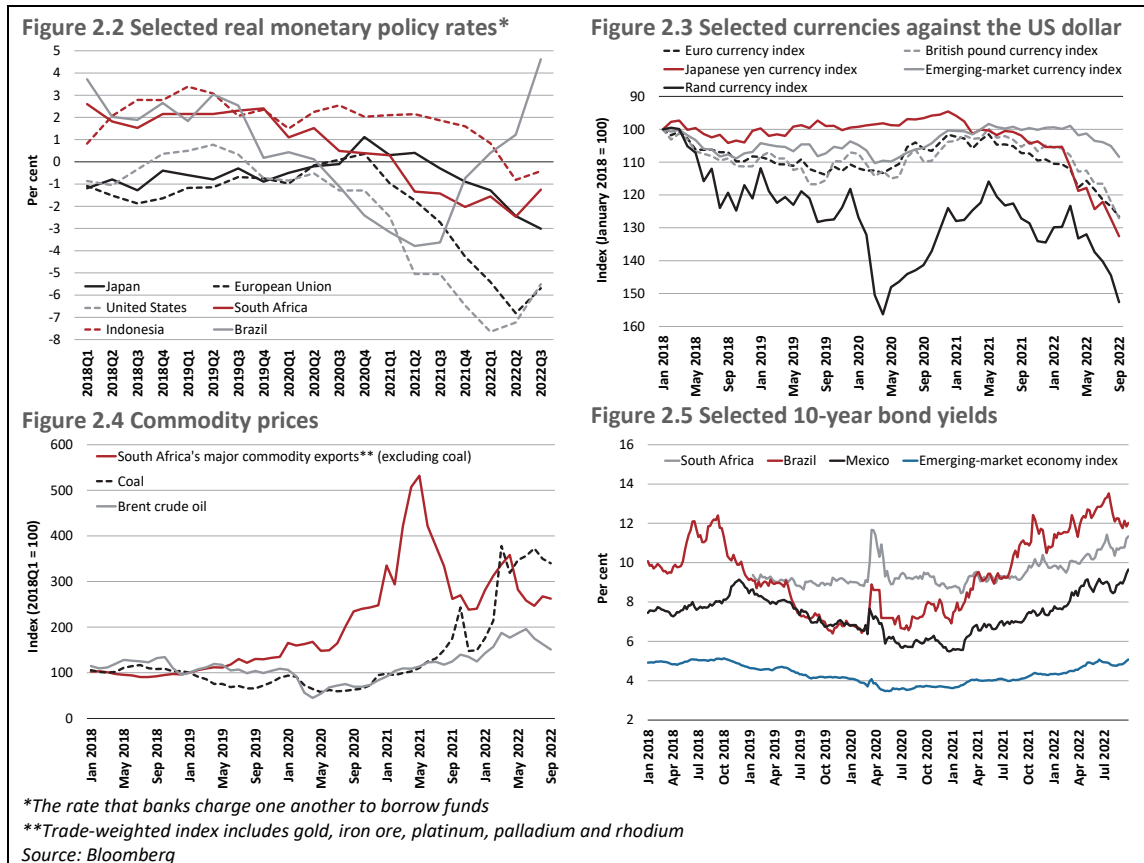 Figure 2.2 Selected real monetary policy rates*
Per cent
5
4
3
2
1
0
-1
-2
-3
-4
-5
-6
-7
-8
Japan
European Union
United States
South Africa
Indonesia
Brazil
2018Q1
2018Q2
2018Q3
2018Q4
2019Q1
2019Q2
2019Q3
2019Q4
2020Q1
2020Q2
2020Q3
2020Q4
2021Q1
2021Q2
2021Q3
2021Q4
2022Q1
2022Q2
2022Q3
Figure 2.3 Selected currencies against the US dollar
Euro currency index
British pound currency index
Japanese yen currency index
Emerging-market currency index
Rand currency index
Index (January 2018 = 100)
90
100
110
120
130
140
150
160
Jan 2018
May 2018
Sep 2018
Jan 2019
May 2019
Sep 2019
Jan 2020
May 2020
Sep 2020
Jan 2021
May 2021
Sep 2021
Jan 2022
May 2022
Sep 2022
Figure 2.4 Commodity prices
Index (2018Q1 = 100)
600
500
400
300
200
100
0
South Africa's major commodity exports** (excluding coal)
Coal
Brent crude oil
Jan 2018
May 2018
Sep 2018
Jan 2019
May 2019
Sep 2019
Jan 2020
May 2020
Sep 2020
Jan 2021
May 2021
Sep 2021
Jan 2022
May 2022
Sep 2022
Figure 2.5 Selected 10-year bond yields
Per cent
16
14
12
10
8
6
4
2
South Africa
Brazil
Mexico
Emerging-market economy index
Jan 2018
Apr 2018
Jul 2018
Oct 2018
Jan 2019
Apr 2019
Jul 2019
Oct 2019
Jan 2020
Apr 2020
Jul 2020
Oct 2020
Jan 2021
Apr 2021
Jul 2021
Oct 2021
Jan 2022
Apr 2022
Jul 2022
*The rate that banks charge one another to borrow funds
**Trade-weighted index includes gold, iron ore, platinum, palladium and rhodium
Source: Bloomberg